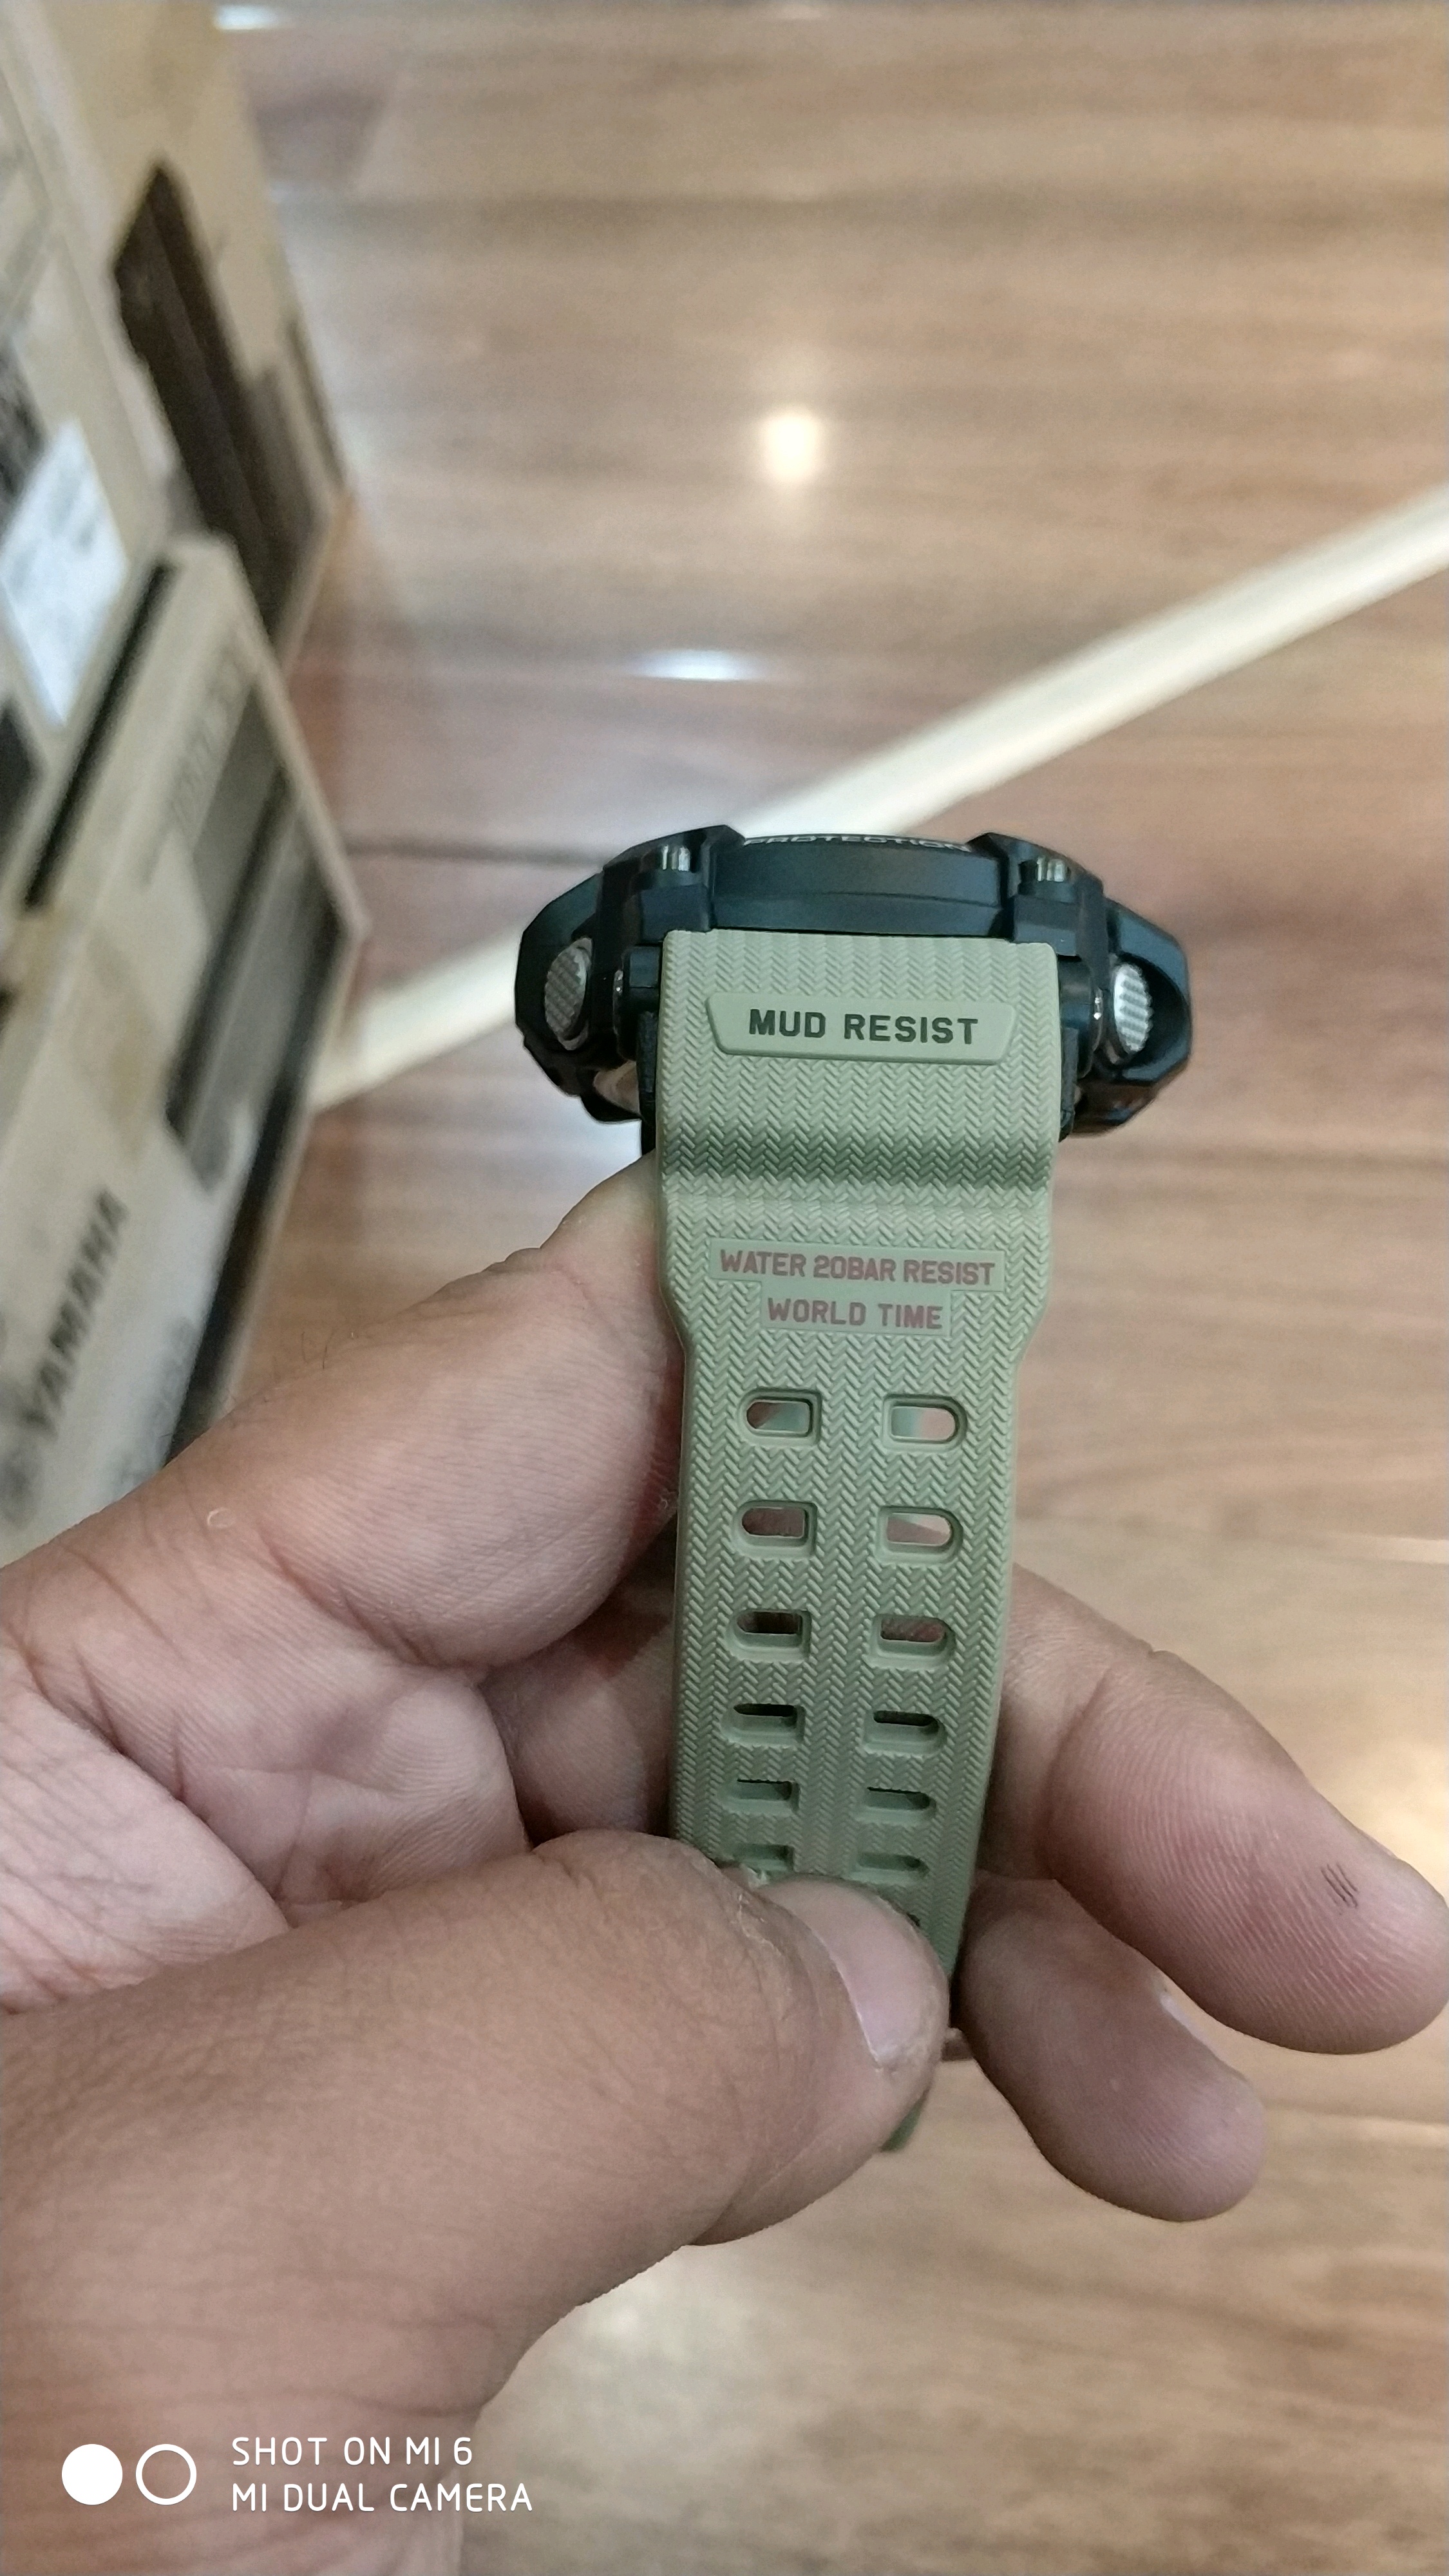 PROTECTION
MUD RESIST
WATER 20BAR RESIST
WORLD TIME
YAMAHA
SHOT ON MI 6
MI DUAL CAMERA